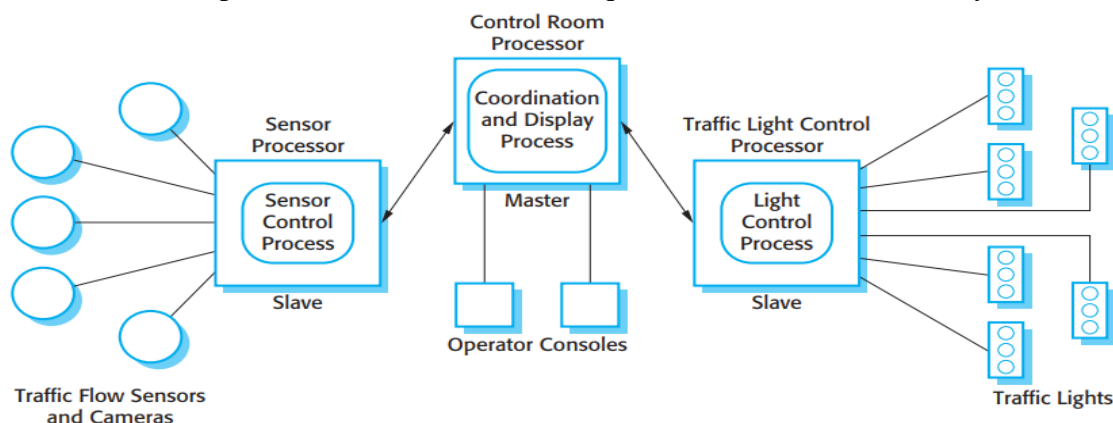 Control Room
Processor
Coordination
and Display
Process
Master
Sensor
Processor
Sensor
Control
Process
Slave
Traffic Light Control
Processor
Light
Control
Process
Slave
Operator Consoles
Traffic Flow Sensors
and Cameras
Traffic Lights